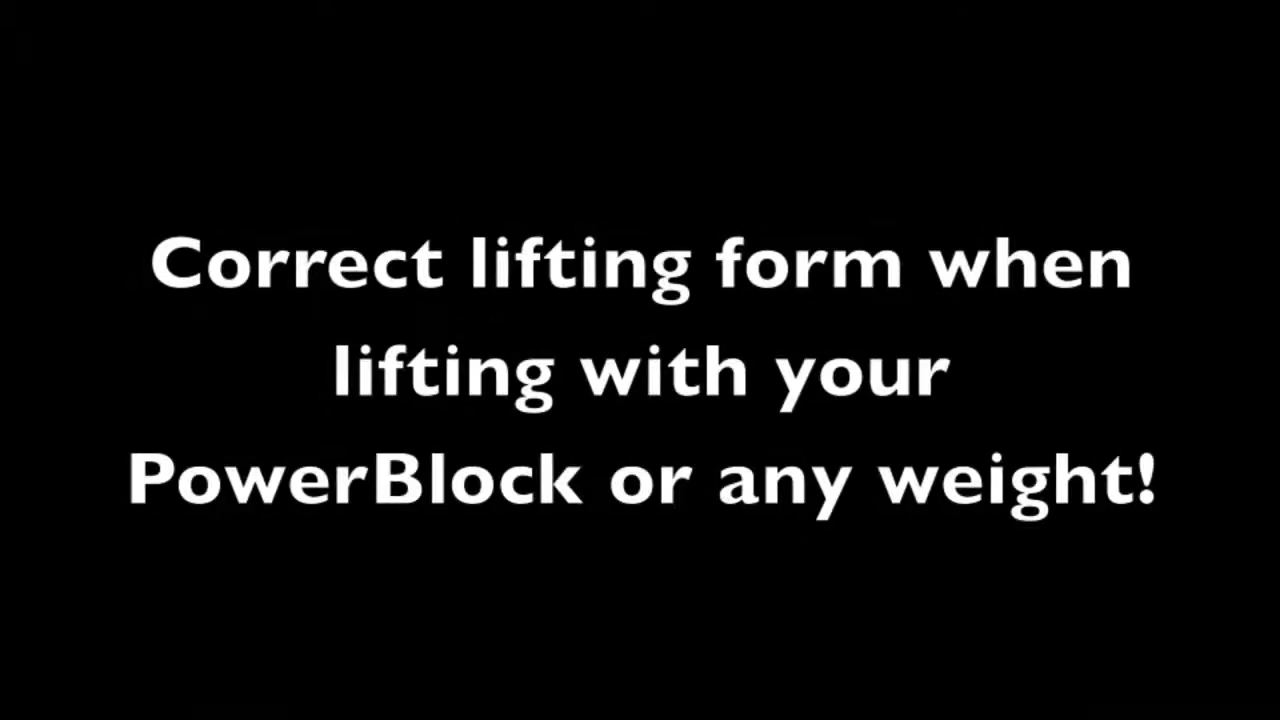 Correct lifting form when
lifting with your
PowerBlock or any weight!